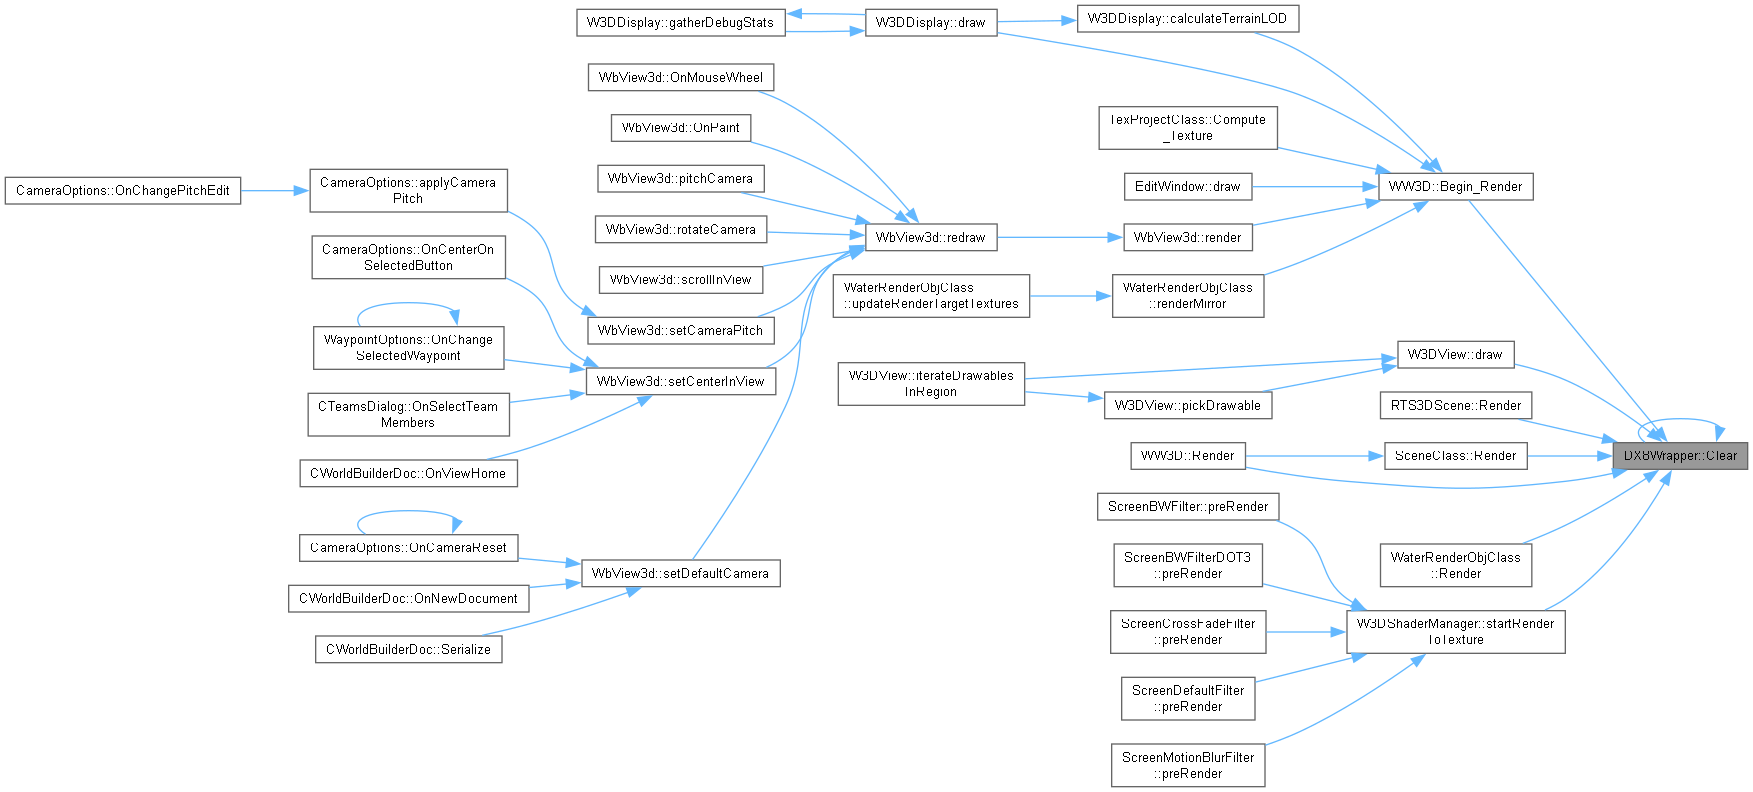 W3DDisplay::gatherDebugStats
W3DDisplay::draw
W3DDisplay::calculateTerrainLOD
WbView3d::OnMouseWheel
WbView3d::OnPaint
TexProjectClass::Compute
_Texture
WbView3d::pitchCamera
CameraOptions::OnChangePitchEdit
CameraOptions::applyCamera
Pitch
EditWindow::draw
WW3D::Begin_Render
WbView3d::rotateCamera
WbView3d::redraw
WbView3d::render
CameraOptions::OnCenterOn
SelectedButton
WbView3d::scrollInView
WaterRenderObjClass
::updateRenderTargetTextures
WaterRenderObjClass
::renderMirror
WbView3d::setCameraPitch
WaypointOptions::OnChange
SelectedWaypoint
W3DView::draw
WbView3d::setCenterInView
W3DView::iterateDrawables
InRegion
W3DView::pickDrawable
RTS3DScene::Render
CTeamsDialog::OnSelectTeam
Members
WW3D::Render
SceneClass::Render
DX8Wrapper::Clear
CWorldBuilderDoc::OnViewHome
ScreenBWFilter::preRender
CameraOptions::OnCameraReset
ScreenBWFilterDOT3
::preRender
WaterRenderObjClass
::Render
WbView3d::setDefaultCamera
CWorldBuilderDoc::OnNewDocument
ScreenCrossFadeFilter
::preRender
W3DShaderManager::startRender
ToTexture
CWorldBuilderDoc::Serialize
ScreenDefaultFilter
::preRender
ScreenMotionBlurFilter
::preRender